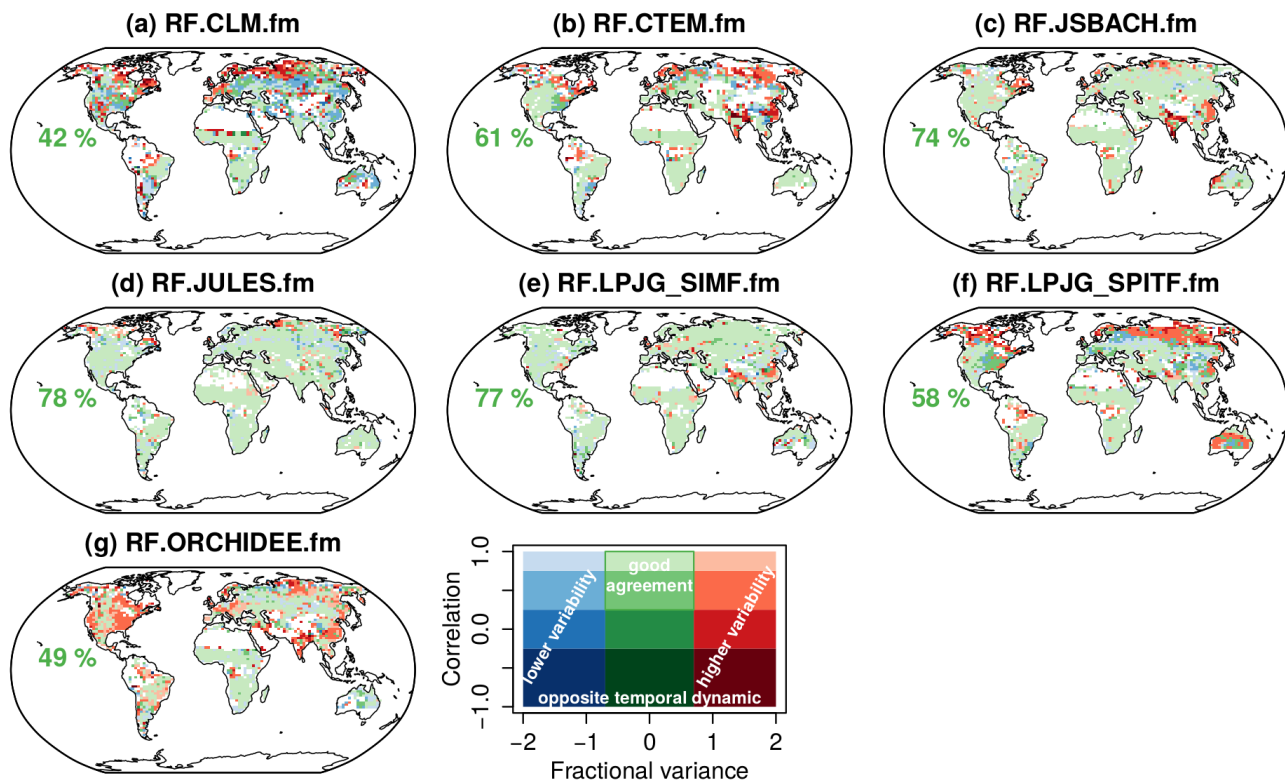 (a) RF.CLM.fm
(b) RF.CTEM.fm
(c) RF.JSBACH.fm
42 %
61 %
74 %
(d) RF.JULES.fm
(e) RF.LPJG_SIMF.fm
(f) RF.LPJG_SPITF.fm
78 %
77 %
58 %
(g) RF.ORCHIDEE.fm
49 %
Correlation
1.0
0.0
−1.0
good
agreement
lower variability
higher variability
opposite temporal dynamic
−2 −1 0 1 2
Fractional variance